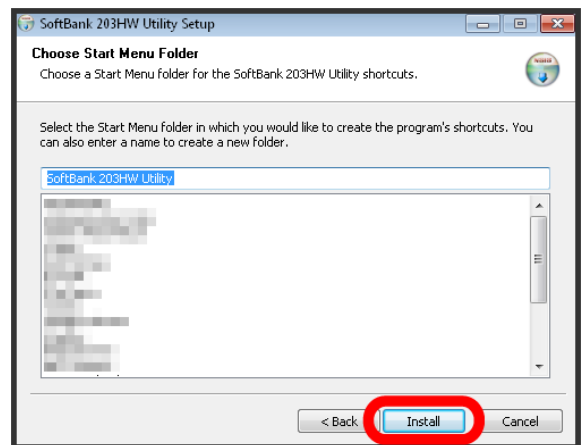 SoftBank 203HW Utility Setup
Choose Start Menu Folder
Choose a Start Menu folder for the SoftBank 203HW Utility shortcuts.
Select the Start Menu folder in which you would like to create the program's shortcuts. You
can also enter a name to create a new folder.
SoftBank 203HW Utility
< Back
Install
Cancel